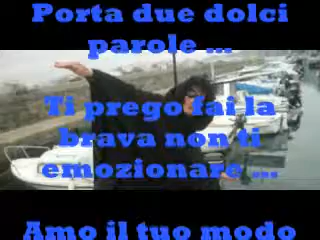 Porta due dolci
parole ...
Ti prego fai la
brava non ti
emozionare ...
Amo il tuo modo